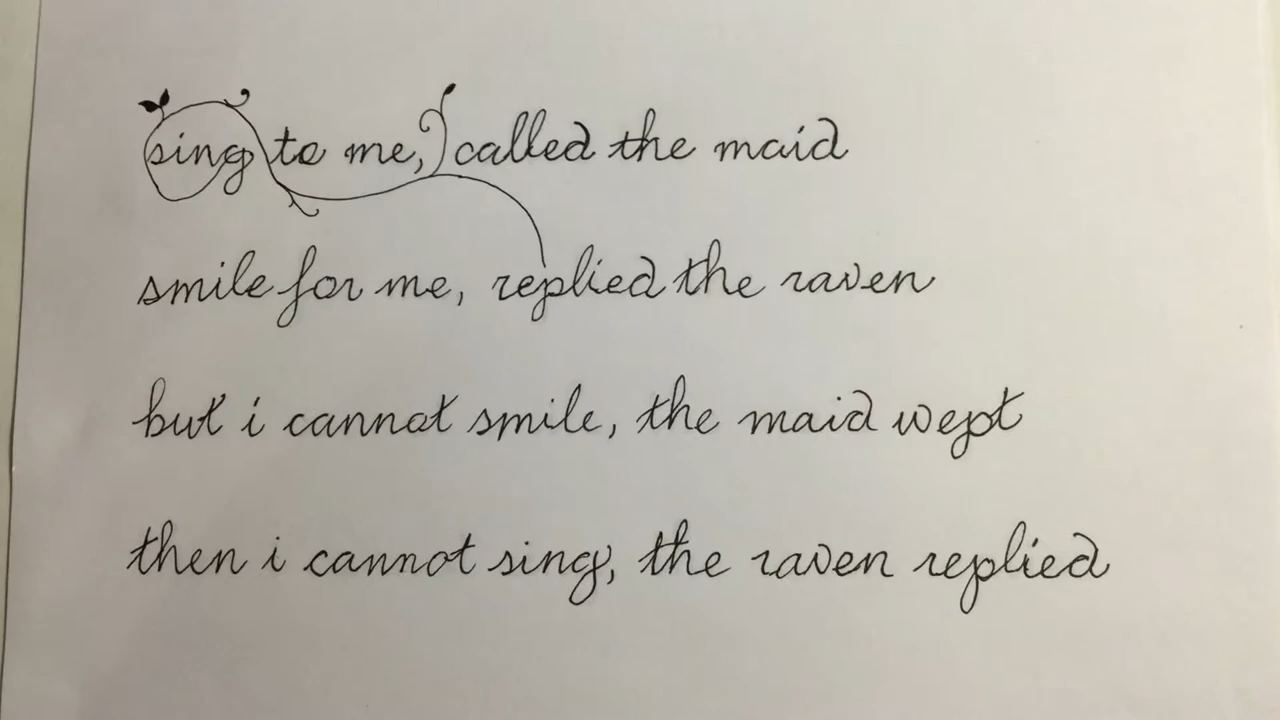 sing to me, called the maid
smile for me, replied the raven
but i cannot smile, the maid wept
then i cannot sing, the raven replied